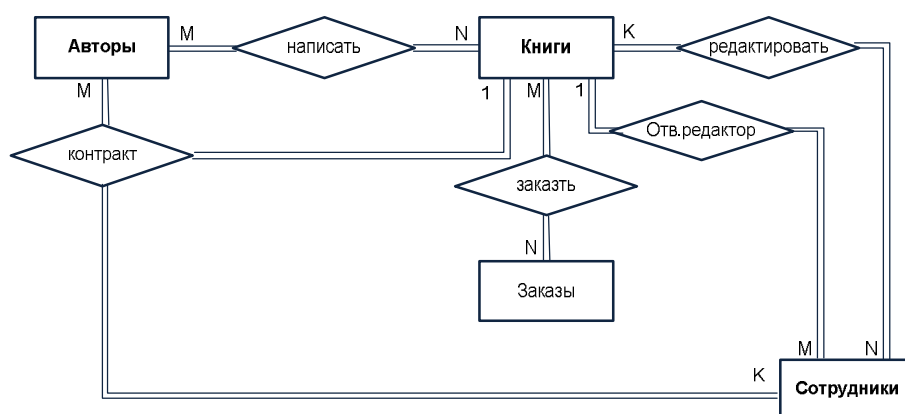 Авторы
M
написать
N
Книги
K
редактировать
M
1
M
1
Отв.редактор
контракт
заказть
N
Заказы
M
N
K
Сотрудники